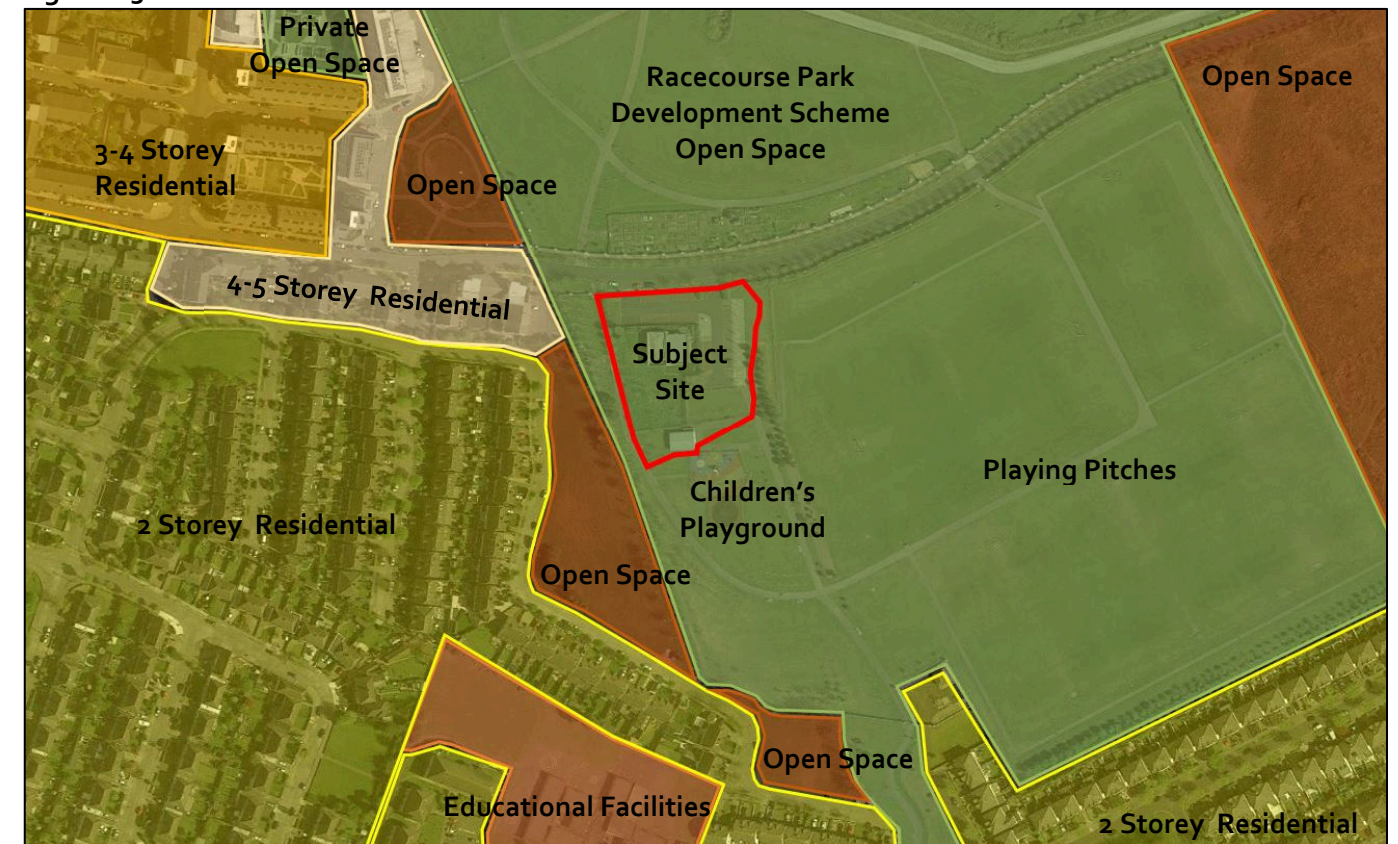 Private
Open Space
Racecourse Park
Development Scheme
Open Space
Open Space
3-4 Storey
Residential
Open Space
4-5 Storey Residential
Subject
Site
Playing Pitches
Children's
Playground
2 Storey Residential
Open Space
Open Space
Educational Facilities
2 Storey Residential